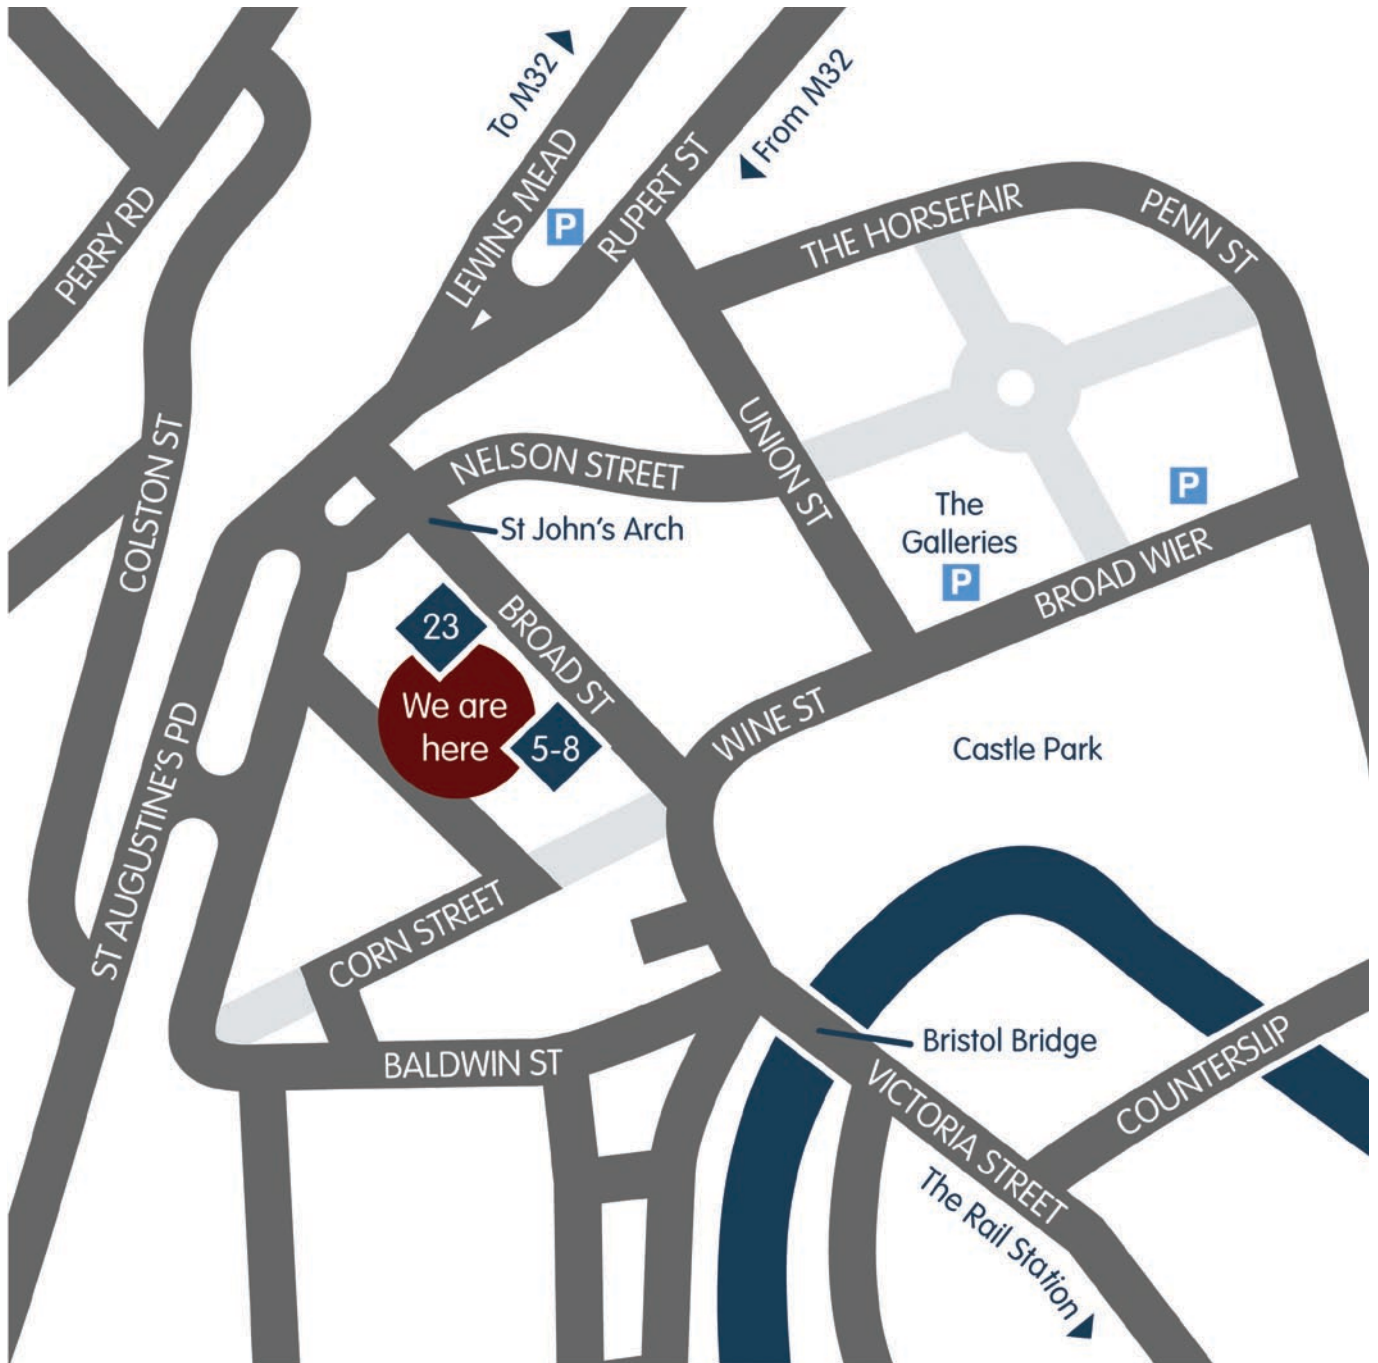 To M32
From M32
LEWINS MEAD
P
RUPERT ST
PERRY RD
THE HORSEFAIR
PENN ST
COLSTON ST
NELSON STREET
UNION ST
St John's Arch
The
Galleries
P
P
BROAD WIER
23
BROAD ST
We are
here
5-8
WINE ST
Castle Park
ST AUGUSTINE'S PD
CORN STREET
BALDWIN ST
Bristol Bridge
VICTORIA STREET
COUNTERSLIP
The Rail Station